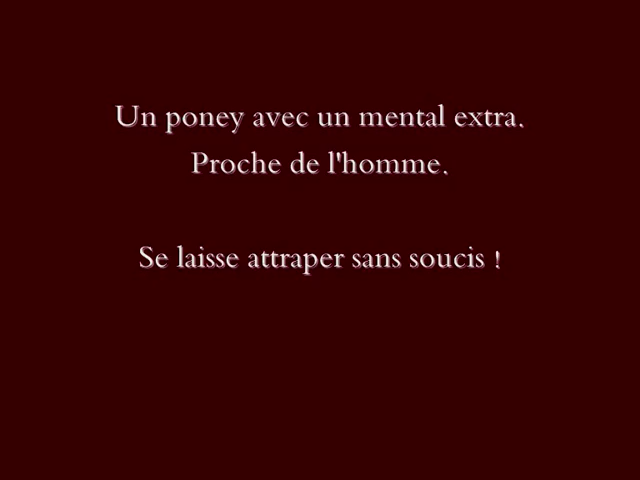 Un poney avec un mental extra.
Proche de l'homme.
Se laisse attraper sans soucis !